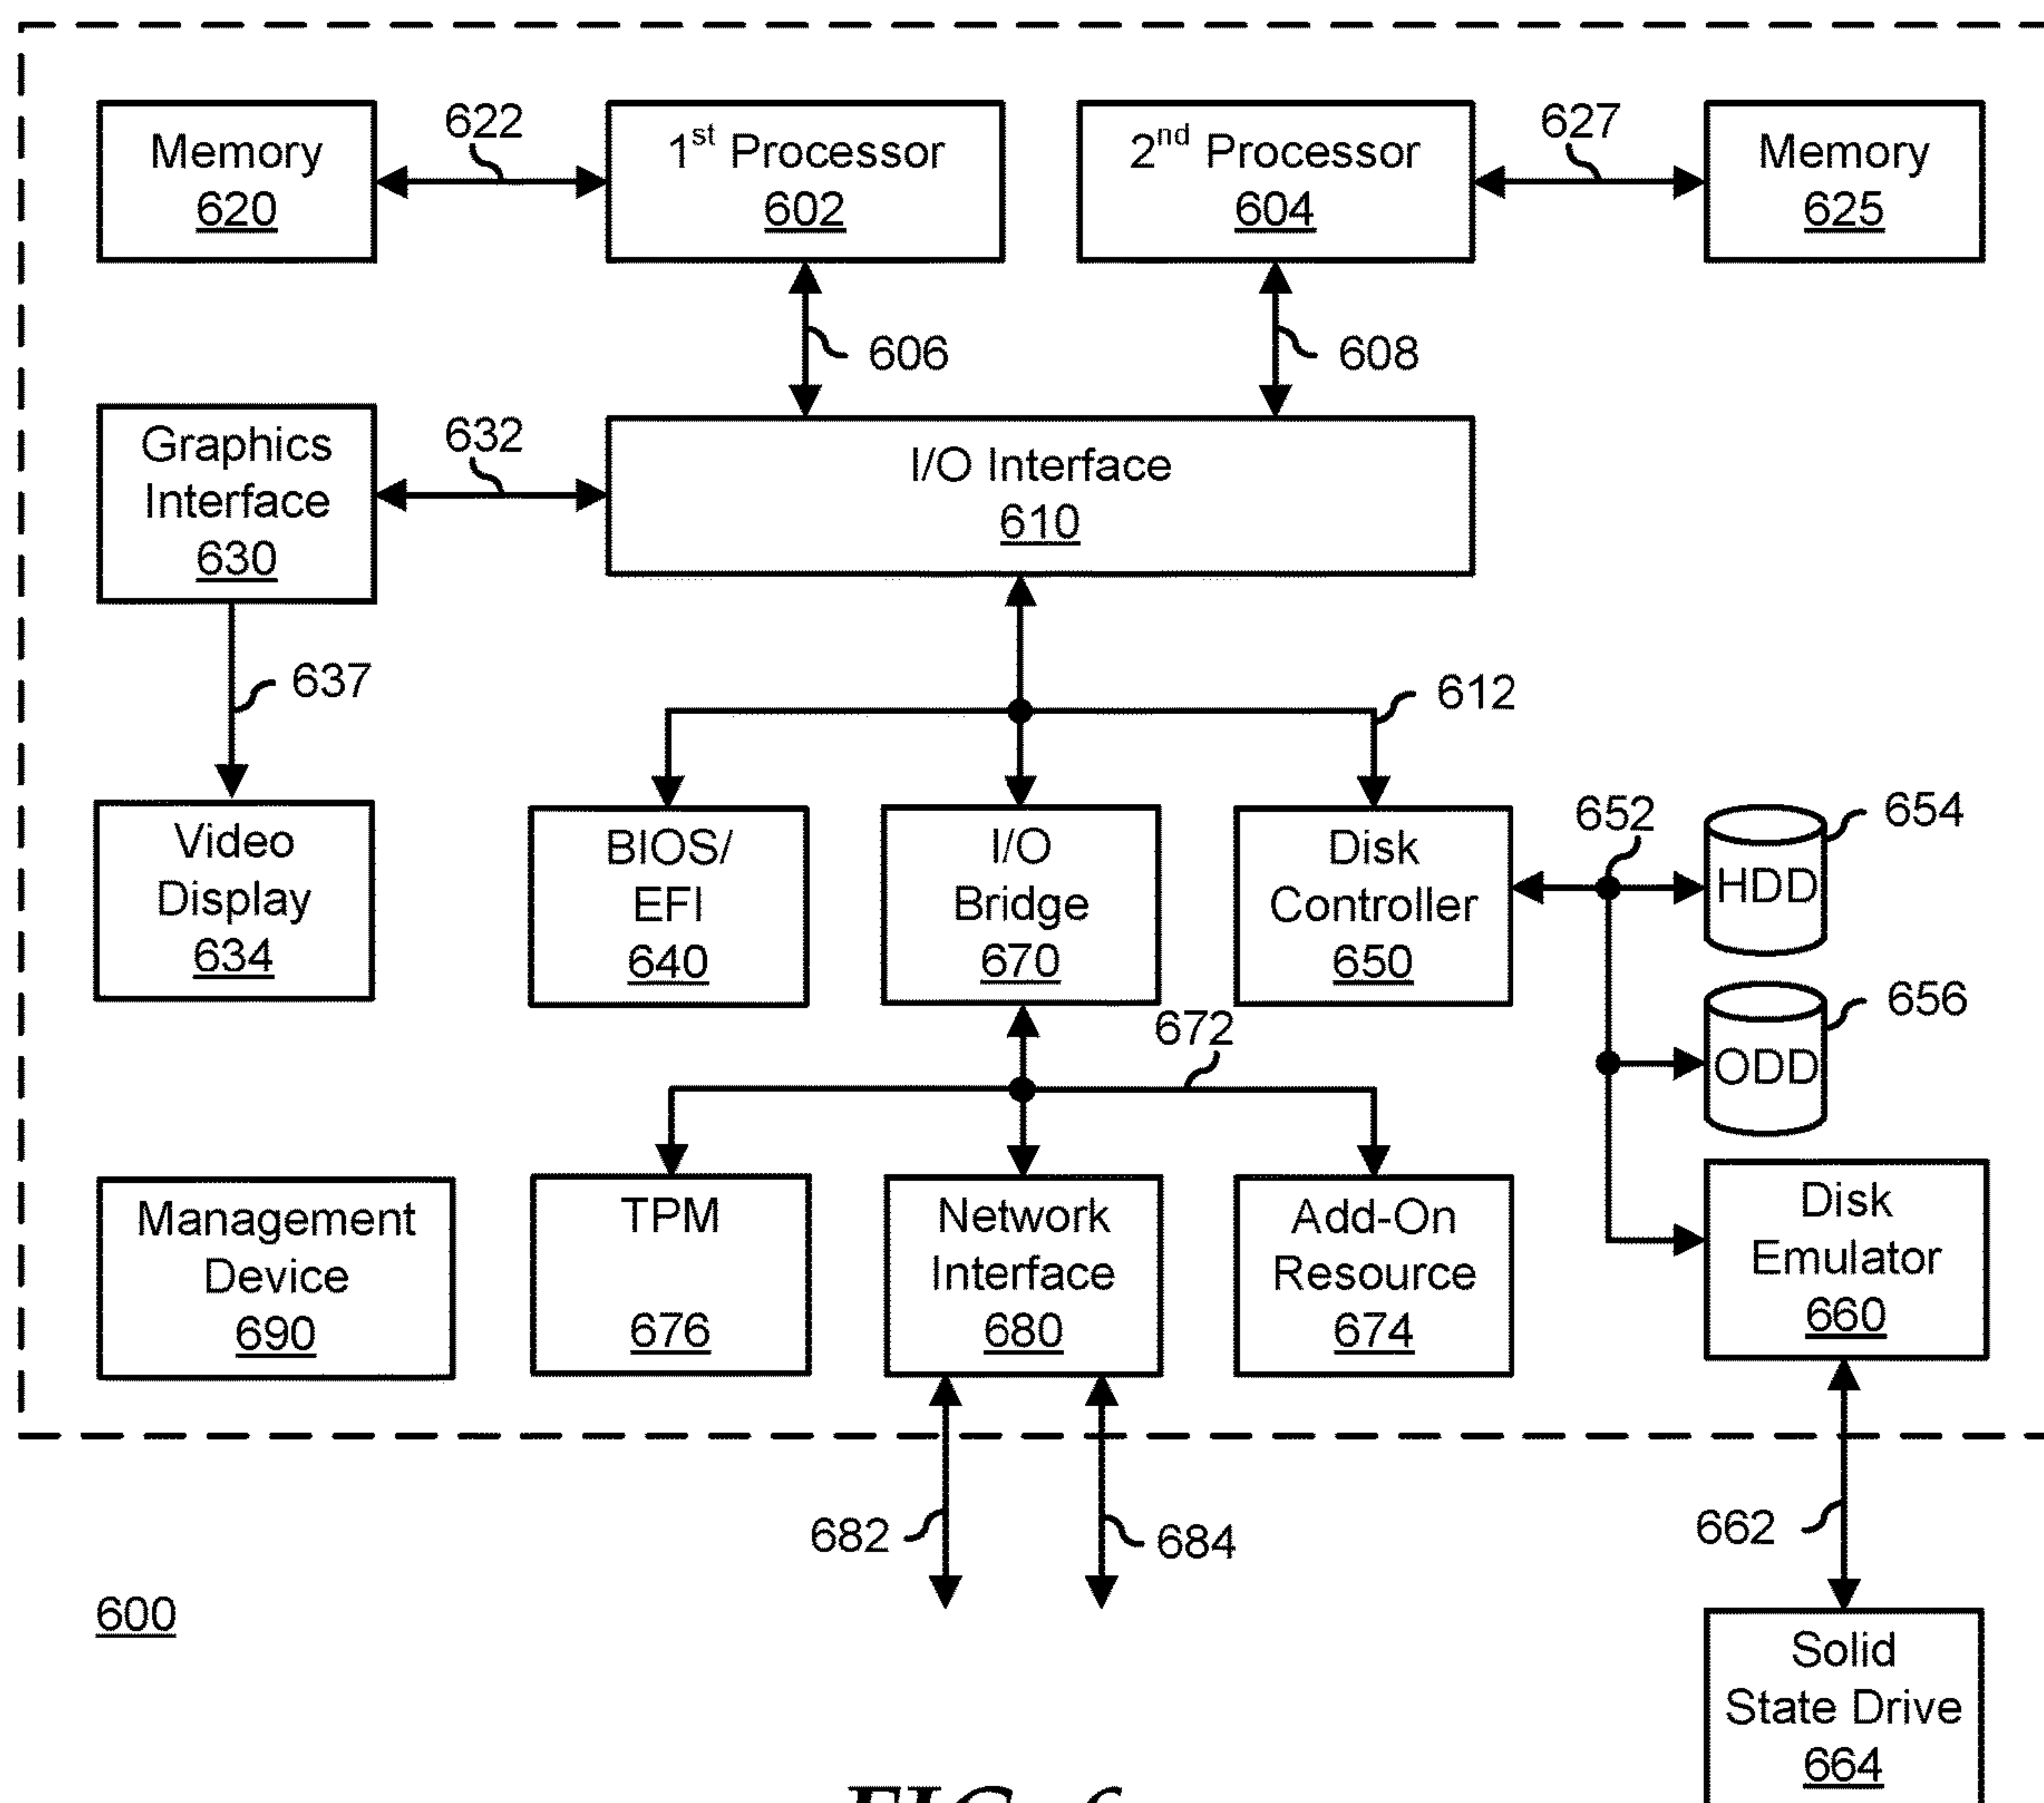 Memory
620
622
1st Processor
602
2nd Processor
604
627
Memory
625
606
608
Graphics
Interface
630
632
I/O Interface
610
637
612
Video
Display
634
BIOS/
EFI
640
I/O
Bridge
670
Disk
Controller
650
652
654
HDD
656
ODD
672
Management
Device
690
TPM
676
Network
Interface
680
Add-On
Resource
674
Disk
Emulator
660
682
684
662
600
Solid
State Drive
664
FIG. 6